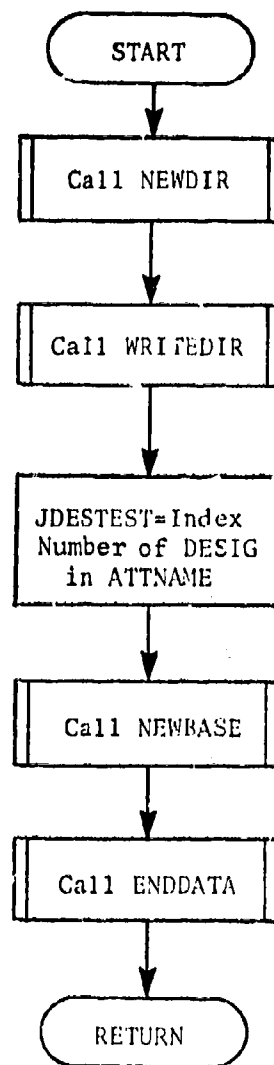 START
Call NEWDIR
Call WRITEDIR
JDESTEST=Index
Number of DESIG
in ATTNAME
Call NEWBASE
Call ENDDATA
RETURN